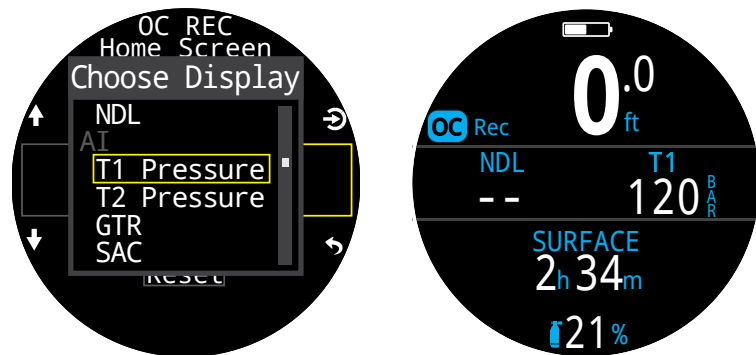 OC REC
Home Screen
Choose Display
NDL
AI
T1 Pressure
T2 Pressure
GTR
SAC
Reset
0.0
ft
OC Rec
NDL T1
-- 120 BAR
SURFACE
2h 34m
21%